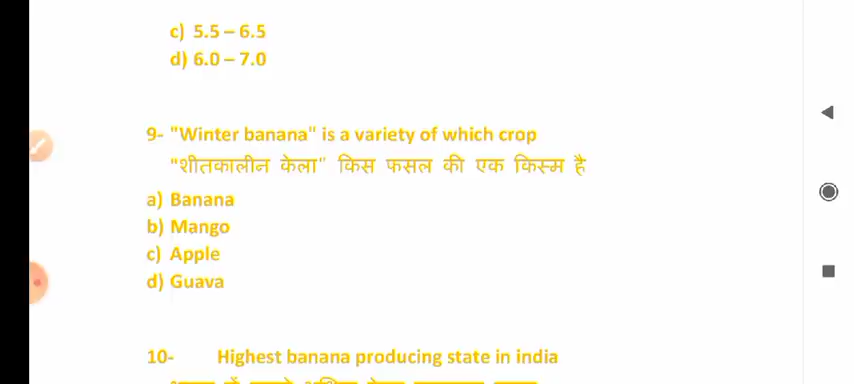 c) 5.5 – 6.5
d) 6.0 – 7.0
9- "Winter banana" is a variety of which crop
"शीतकालीन केला" किस फसल की एक किस्म है
a) Banana
b) Mango
c) Apple
d) Guava
10- Highest banana producing state in india